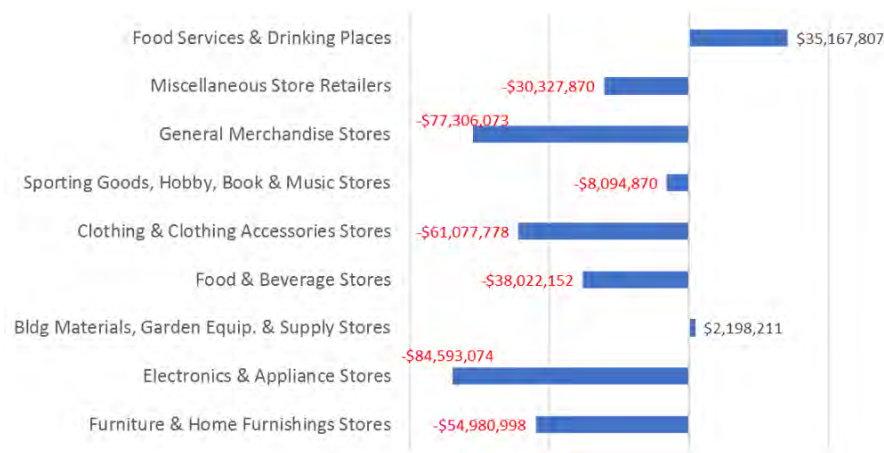 Food Services & Drinking Places $35,167,807
Miscellaneous Store Retailers -$30,327,870
General Merchandise Stores -$77,306,073
Sporting Goods, Hobby, Book & Music Stores -$8,094,870
Clothing & Clothing Accessories Stores -$61,077,778
Food & Beverage Stores -$38,022,152
Bldg Materials, Garden Equip. & Supply Stores $2,198,211
Electronics & Appliance Stores -$84,593,074
Furniture & Home Furnishings Stores -$54,980,998